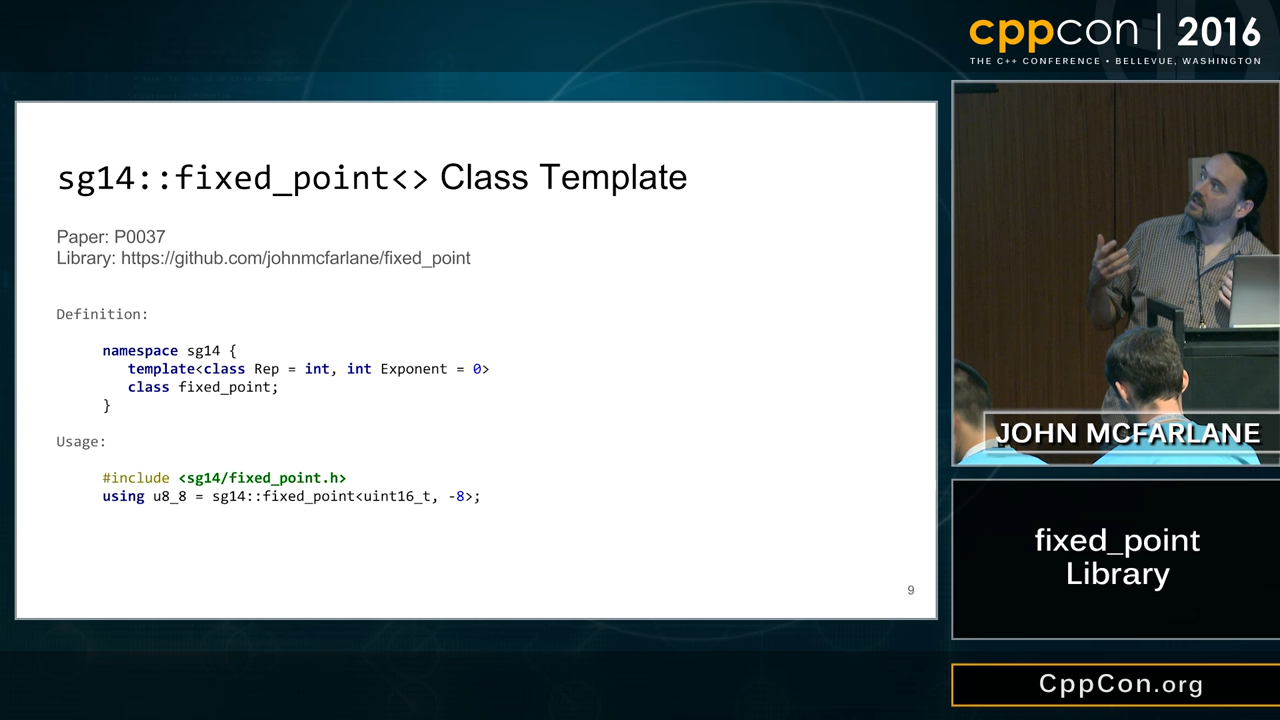 cppcon | 2016
THE C++ CONFERENCE • BELLEVUE, WASHINGTON
sg14::fixed_point<> Class Template
Paper: P0037
Library: https://github.com/johnmcfarlane/fixed_point
Definition:
namespace sg14 {
template<class Rep = int, int Exponent = 0>
class fixed_point;
}
Usage:
#include <sg14/fixed_point.h>
using u8_8 = sg14::fixed_point<uint16_t, -8>;
9
JOHN MCFARLANE
fixed_point
Library
CppCon.org